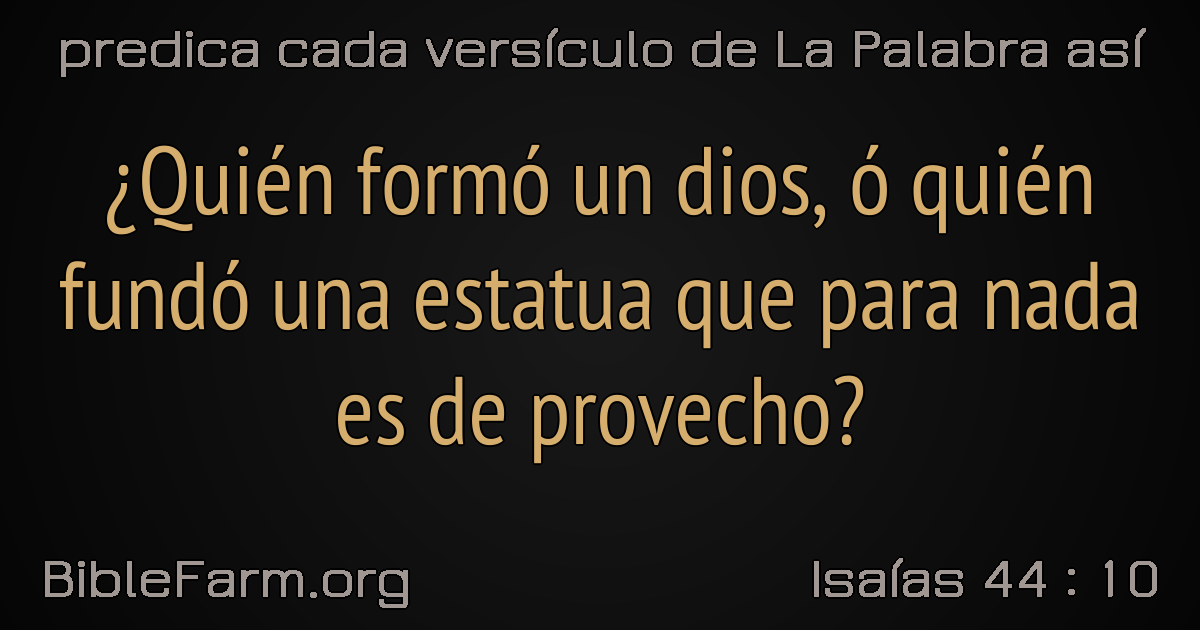 predica cada versículo de La Palabra así
¿Quién formó un dios, ó quién
fundó una estatua que para nada
es de provecho?
BibleFarm.org
Isaías 44 : 10